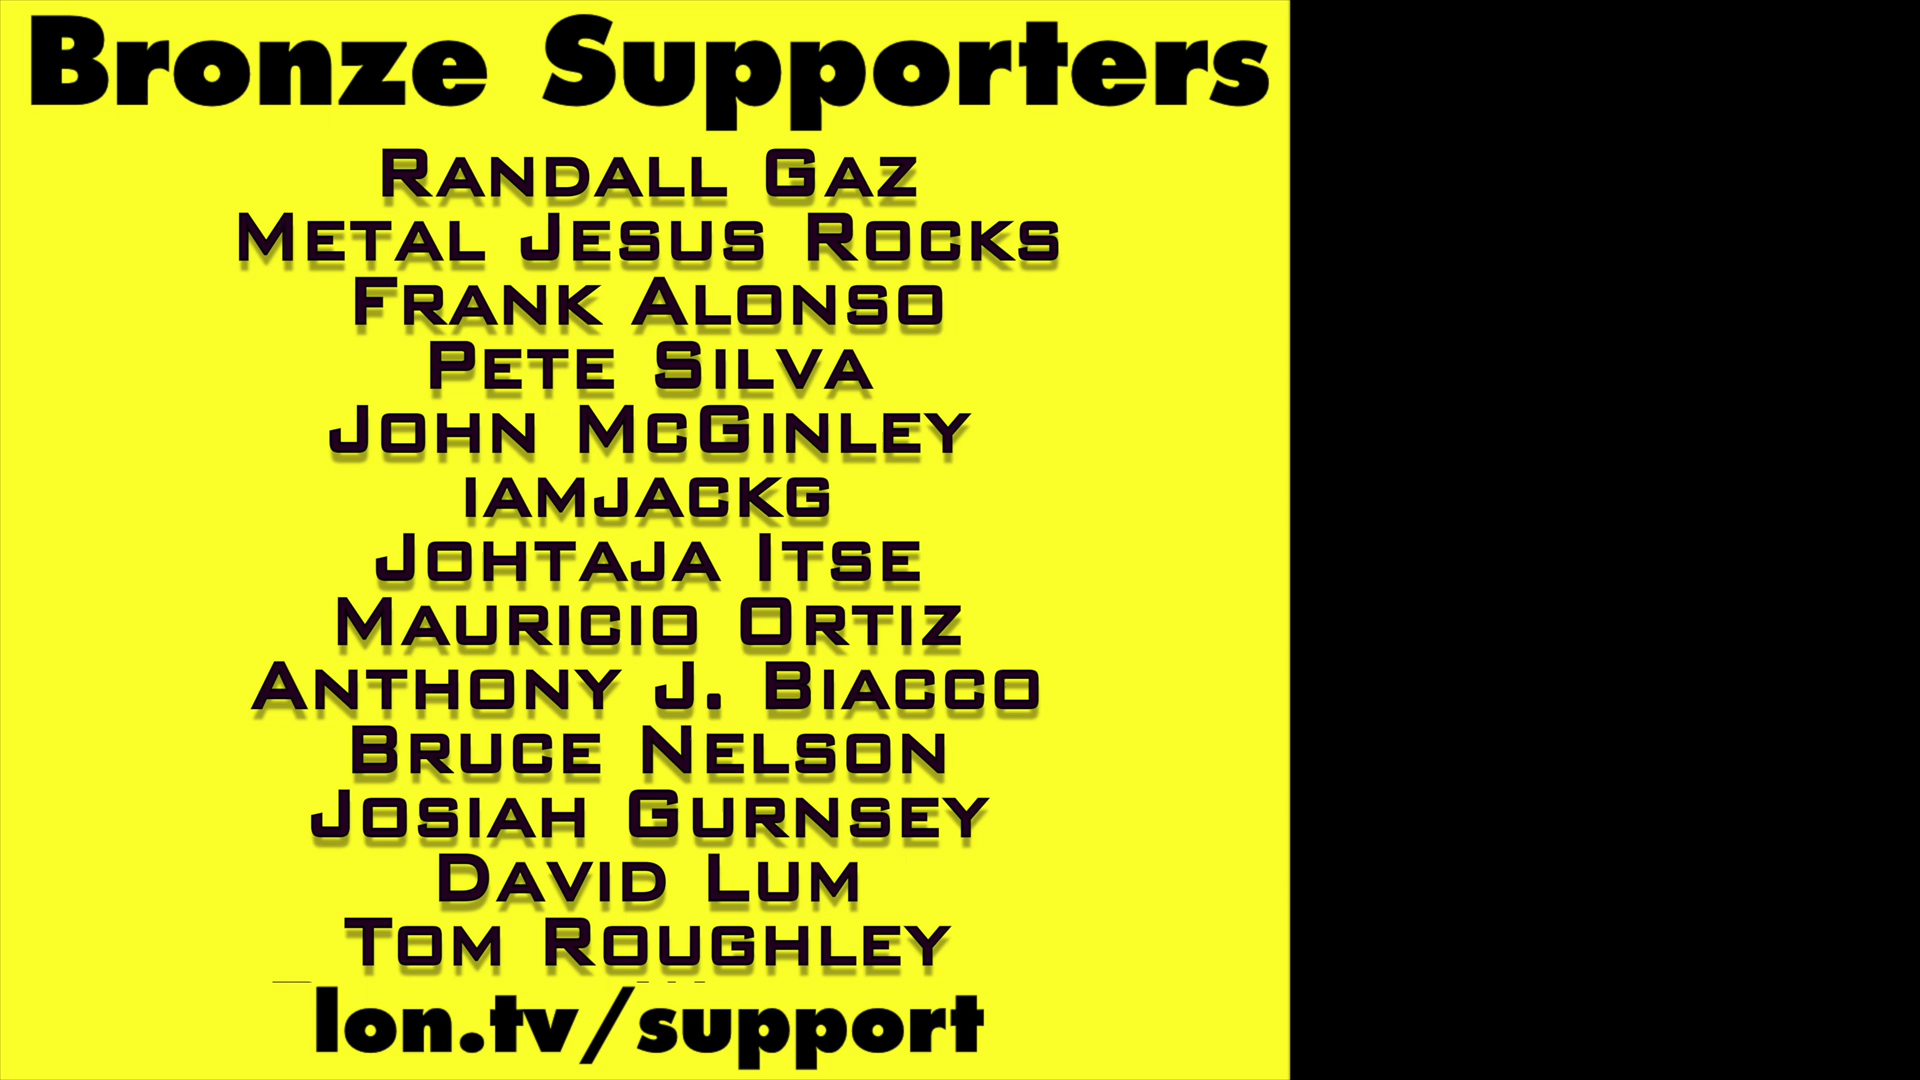 Bronze Supporters
Randall Gaz
Metal Jesus Rocks
Frank Alonso
Pete Silva
John McGinley
iamjackg
Johtaja Itse
Mauricio Ortiz
Anthony J. Biacco
Bruce Nelson
Josiah Gurnsey
David Lum
Tom Roughley
lon.tv/support